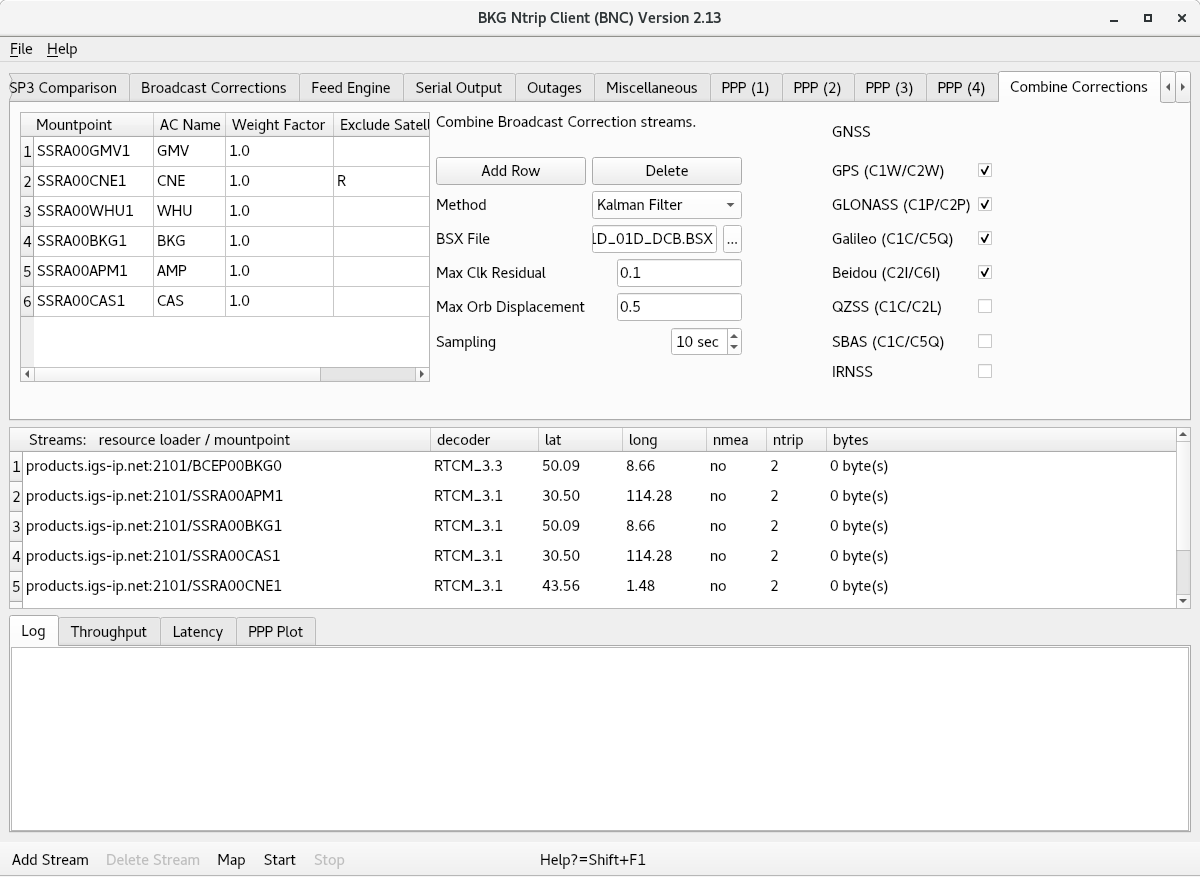 BKG Ntrip Client (BNC) Version 2.13
File Help
SP3 Comparison Broadcast Corrections Feed Engine Serial Output Outages Miscellaneous PPP (1) PPP (2) PPP (3) PPP (4) Combine Corrections
Mountpoint AC Name Weight Factor Exclude Satell
1 SSRA00GMV1 GMV 1.0
2 SSRA00CNE1 CNE 1.0 R
3 SSRA00WHU1 WHU 1.0
4 SSRA00BKG1 BKG 1.0
5 SSRA00APM1 AMP 1.0
6 SSRA00CAS1 CAS 1.0
Combine Broadcast Correction streams.
Add Row Delete
Method Kalman Filter
BSX File 1D_01D_DCB.BSX ...
Max Clk Residual 0.1
Max Orb Displacement 0.5
Sampling 10 sec
GNSS
GPS (C1W/C2W)
GLONASS (C1P/C2P)
Galileo (C1C/C5Q)
Beidou (C2I/C6I)
QZSS (C1C/C2L)
SBAS (C1C/C5Q)
IRNSS
Streams: resource loader / mountpoint decoder lat long nmea ntrip bytes
1 products.igs-ip.net:2101/BCEP00BKG0 RTCM_3.3 50.09 8.66 no 2 0 byte(s)
2 products.igs-ip.net:2101/SSRA00APM1 RTCM_3.1 30.50 114.28 no 2 0 byte(s)
3 products.igs-ip.net:2101/SSRA00BKG1 RTCM_3.1 50.09 8.66 no 2 0 byte(s)
4 products.igs-ip.net:2101/SSRA00CAS1 RTCM_3.1 30.50 114.28 no 2 0 byte(s)
5 products.igs-ip.net:2101/SSRA00CNE1 RTCM_3.1 43.56 1.48 no 2 0 byte(s)
Log Throughput Latency PPP Plot
Add Stream Delete Stream Map Start Stop Help?=Shift+F1